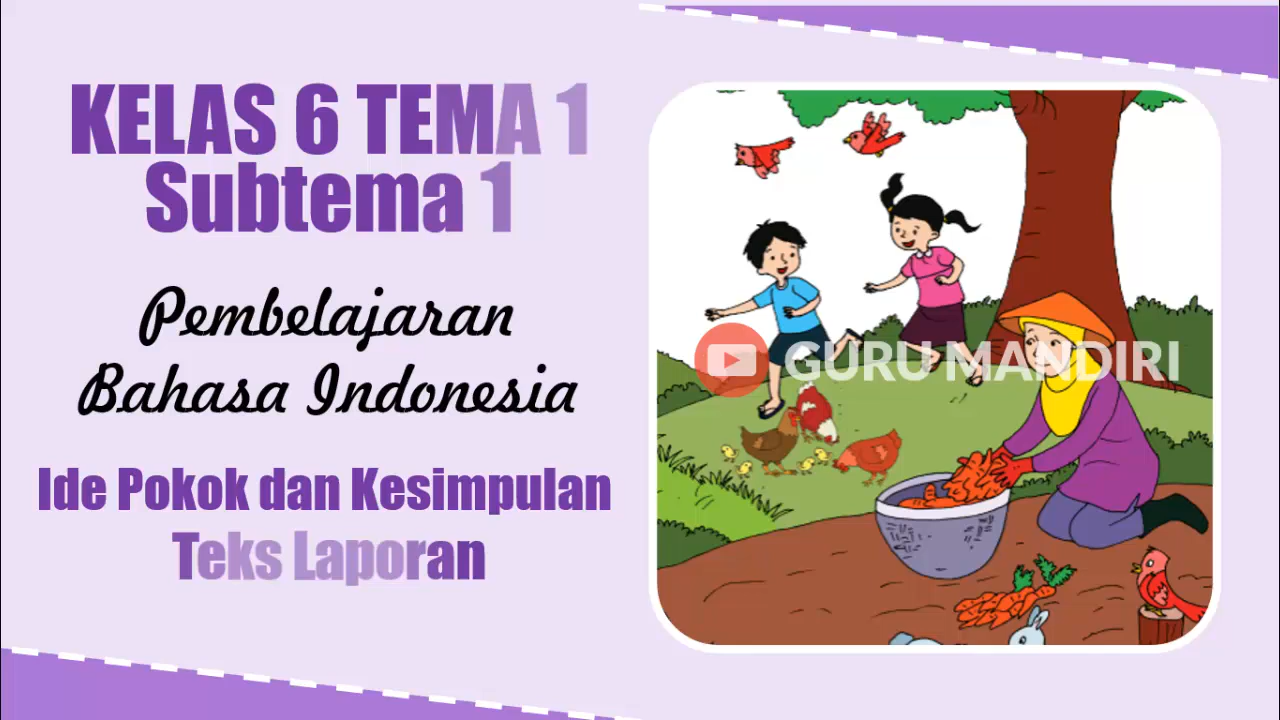 KELAS 6 TEMA 1
Subtema 1
Pembelajaran
Bahasa Indonesia
Ide Pokok dan Kesimpulan
Teks Laporan
GURU MANDIRI